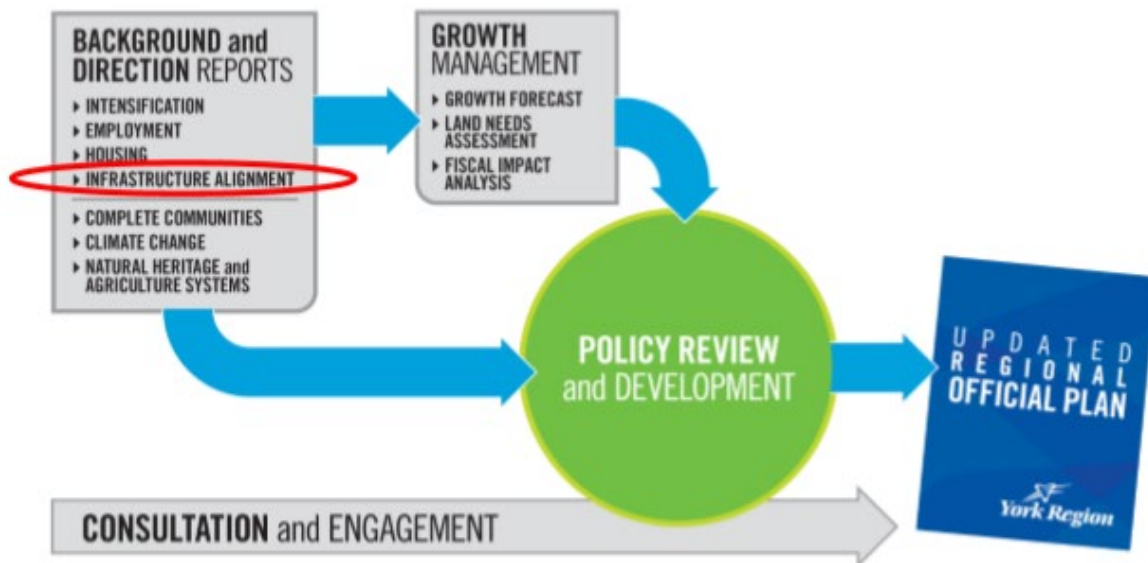 BACKGROUND and
DIRECTION REPORTS
▸ INTENSIFICATION
▸ EMPLOYMENT
▸ HOUSING
▸ INFRASTRUCTURE ALIGNMENT
▸ COMPLETE COMMUNITIES
▸ CLIMATE CHANGE
▸ NATURAL HERITAGE and
AGRICULTURE SYSTEMS
GROWTH
MANAGEMENT
▸ GROWTH FORECAST
▸ LAND NEEDS
ASSESSMENT
▸ FISCAL IMPACT
ANALYSIS
POLICY REVIEW
and DEVELOPMENT
UPDATED
REGIONAL
OFFICIAL PLAN
York Region
CONSULTATION and ENGAGEMENT